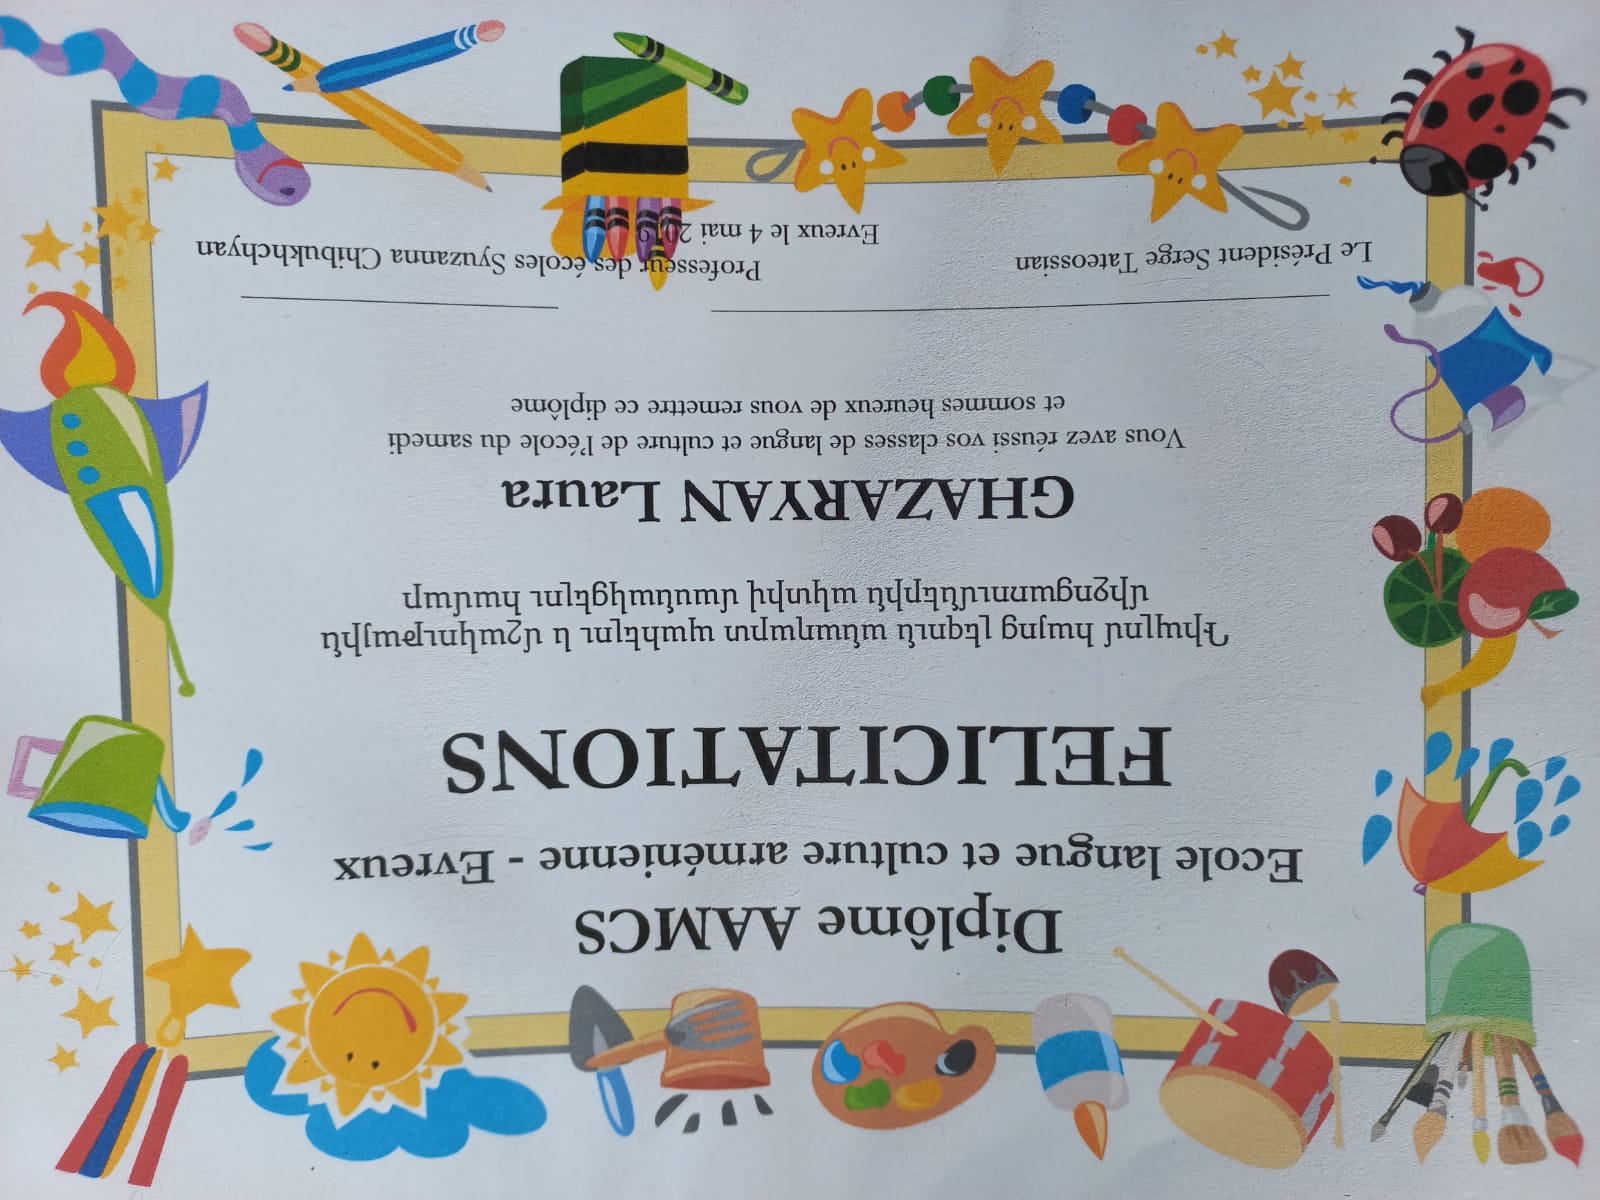 Diplôme AAMCS
Ecole langue et culture arménienne - Evreux
FELICITATIONS
Դիպլոմ հայոց լեզուն անաղարտ պահելու և մշակութային
միջոցառումներին ակտիվ մասնակցելու համար
GHAZARYAN Laura
Vous avez réussi vos classes de langue et culture de l'école du samedi
et sommes heureux de vous remettre ce diplôme
Le Président Serge Tateossian
Professeur des écoles Syuzanna Chibukhchyan
Evreux le 4 mai 2019